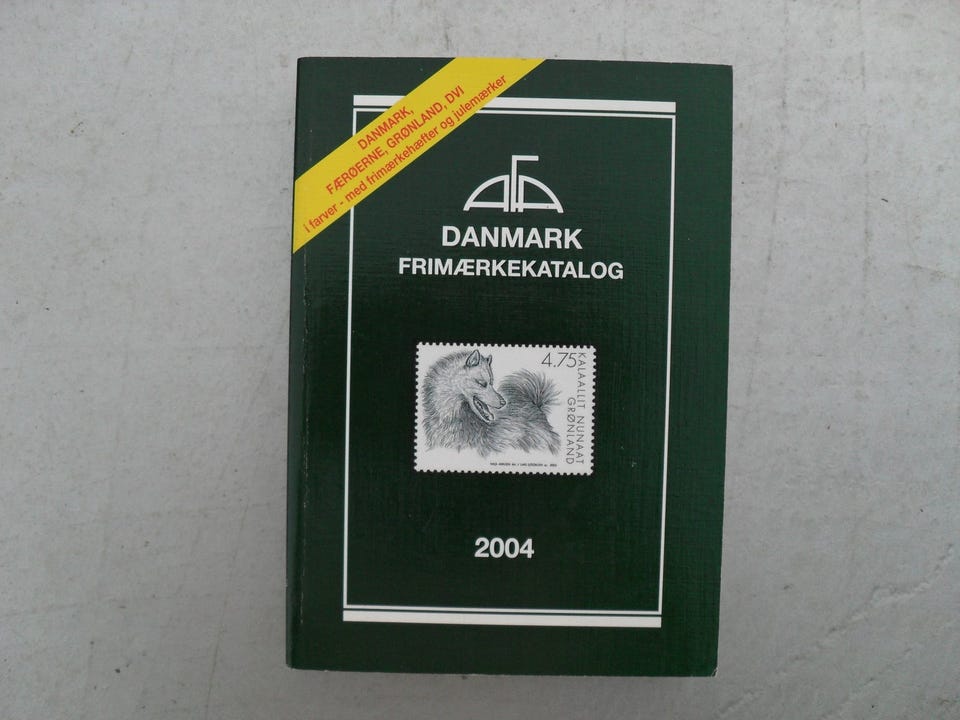 DANMARK,
FÆRØERNE, GRØNLAND, DVI
i farver - med frimærkehæfter og julemærker
AFA
DANMARK
FRIMÆRKEKATALOG
4.75
KALAALLIT NUNAAT
GRØNLAND
2004